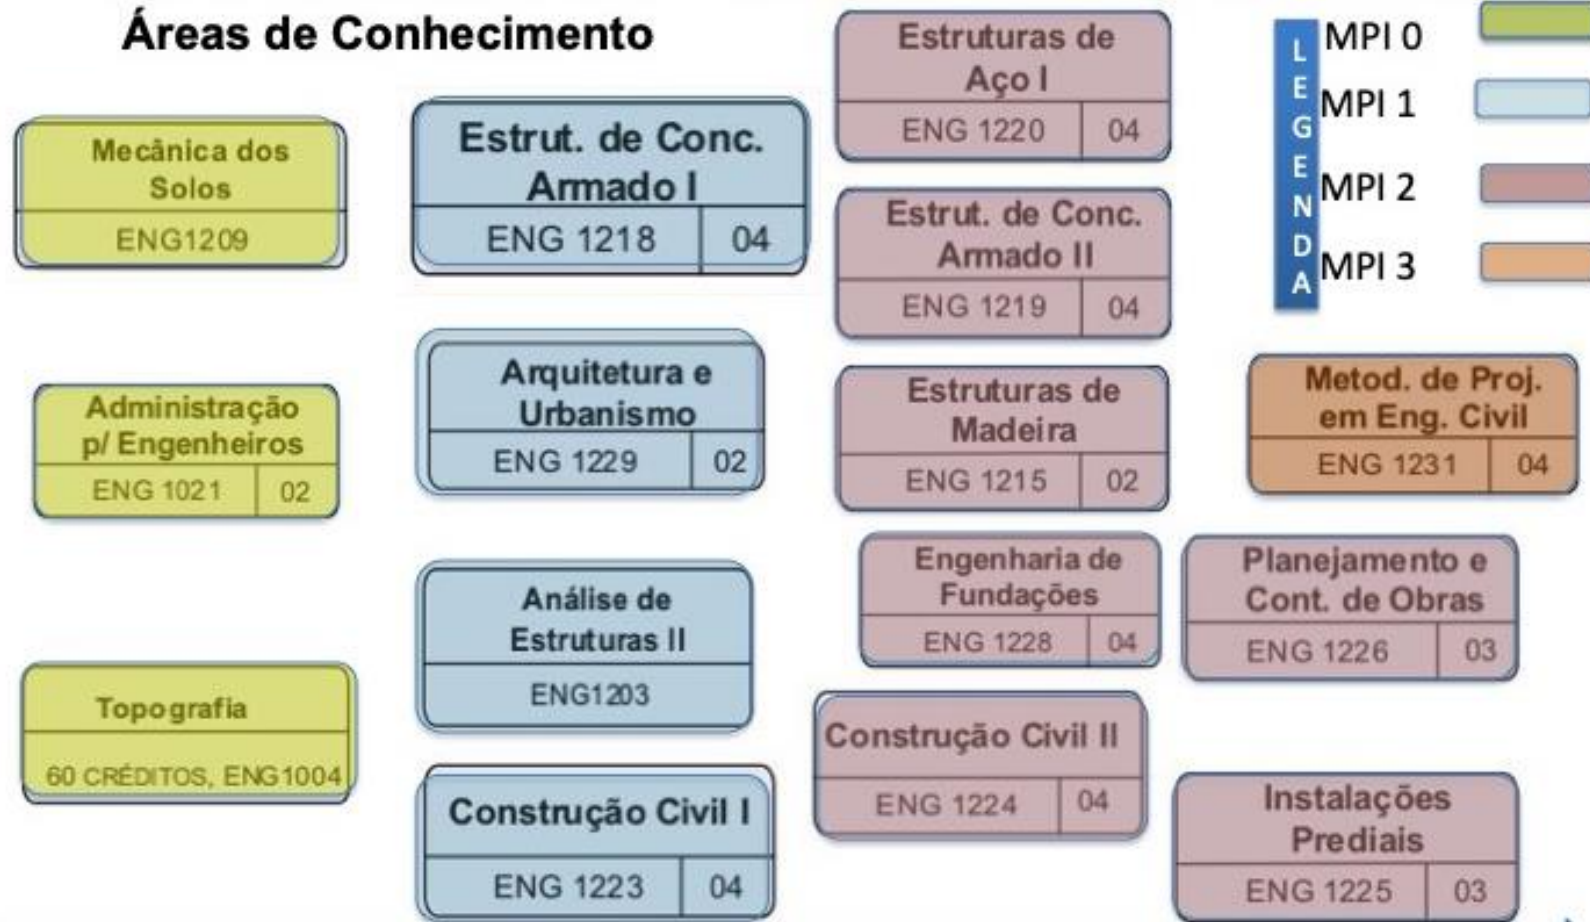 Áreas de Conhecimento
Mecânica dos
Solos
ENG1209
Administração
p/ Engenheiros
ENG 1021 02
Topografia
60 CRÉDITOS, ENG1004
Estrut. de Conc.
Armado I
ENG 1218 04
Arquitetura e
Urbanismo
ENG 1229 02
Análise de
Estruturas II
ENG1203
Construção Civil I
ENG 1223 04
Estruturas de
Aço I
ENG 1220 04
Estrut. de Conc.
Armado II
ENG 1219 04
Estruturas de
Madeira
ENG 1215 02
Engenharia de
Fundações
ENG 1228 04
Construção Civil II
ENG 1224 04
LEGENDA
MPI 0
MPI 1
MPI 2
MPI 3
Metod. de Proj.
em Eng. Civil
ENG 1231 04
Planejamento e
Cont. de Obras
ENG 1226 03
Instalações
Prediais
ENG 1225 03